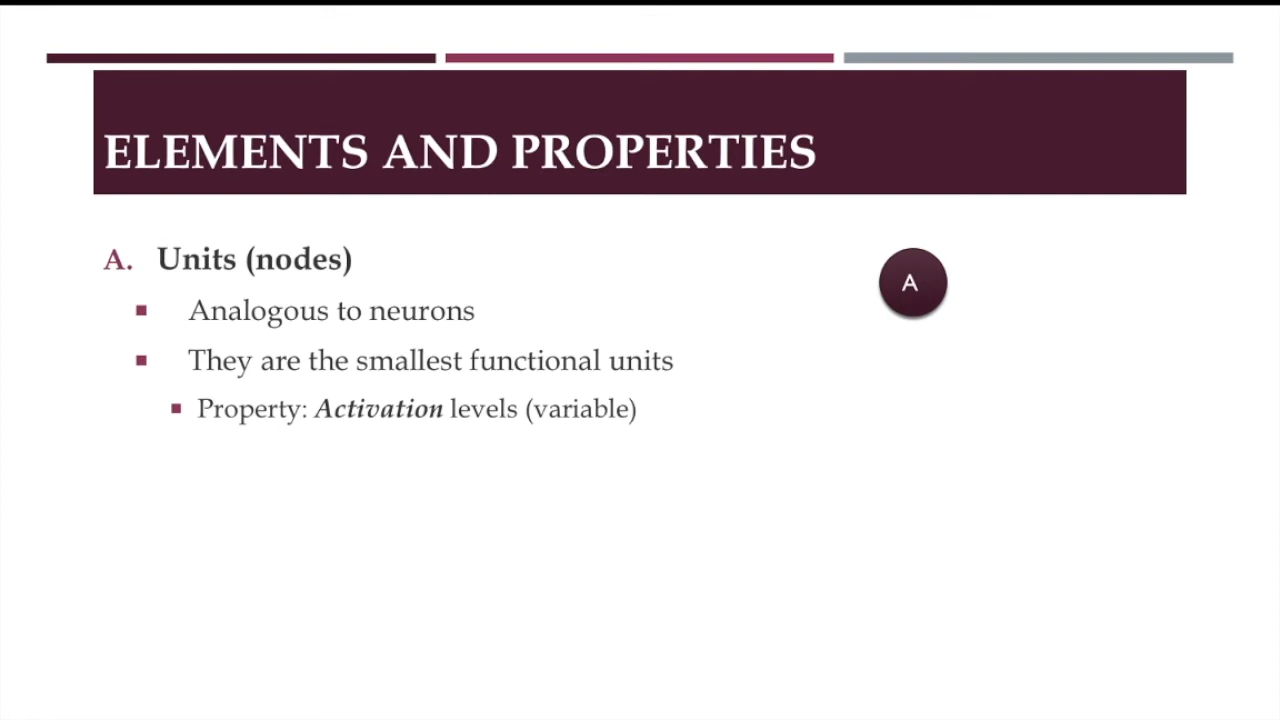 ELEMENTS AND PROPERTIES
A. Units (nodes)
Analogous to neurons
They are the smallest functional units
Property: Activation levels (variable)
A